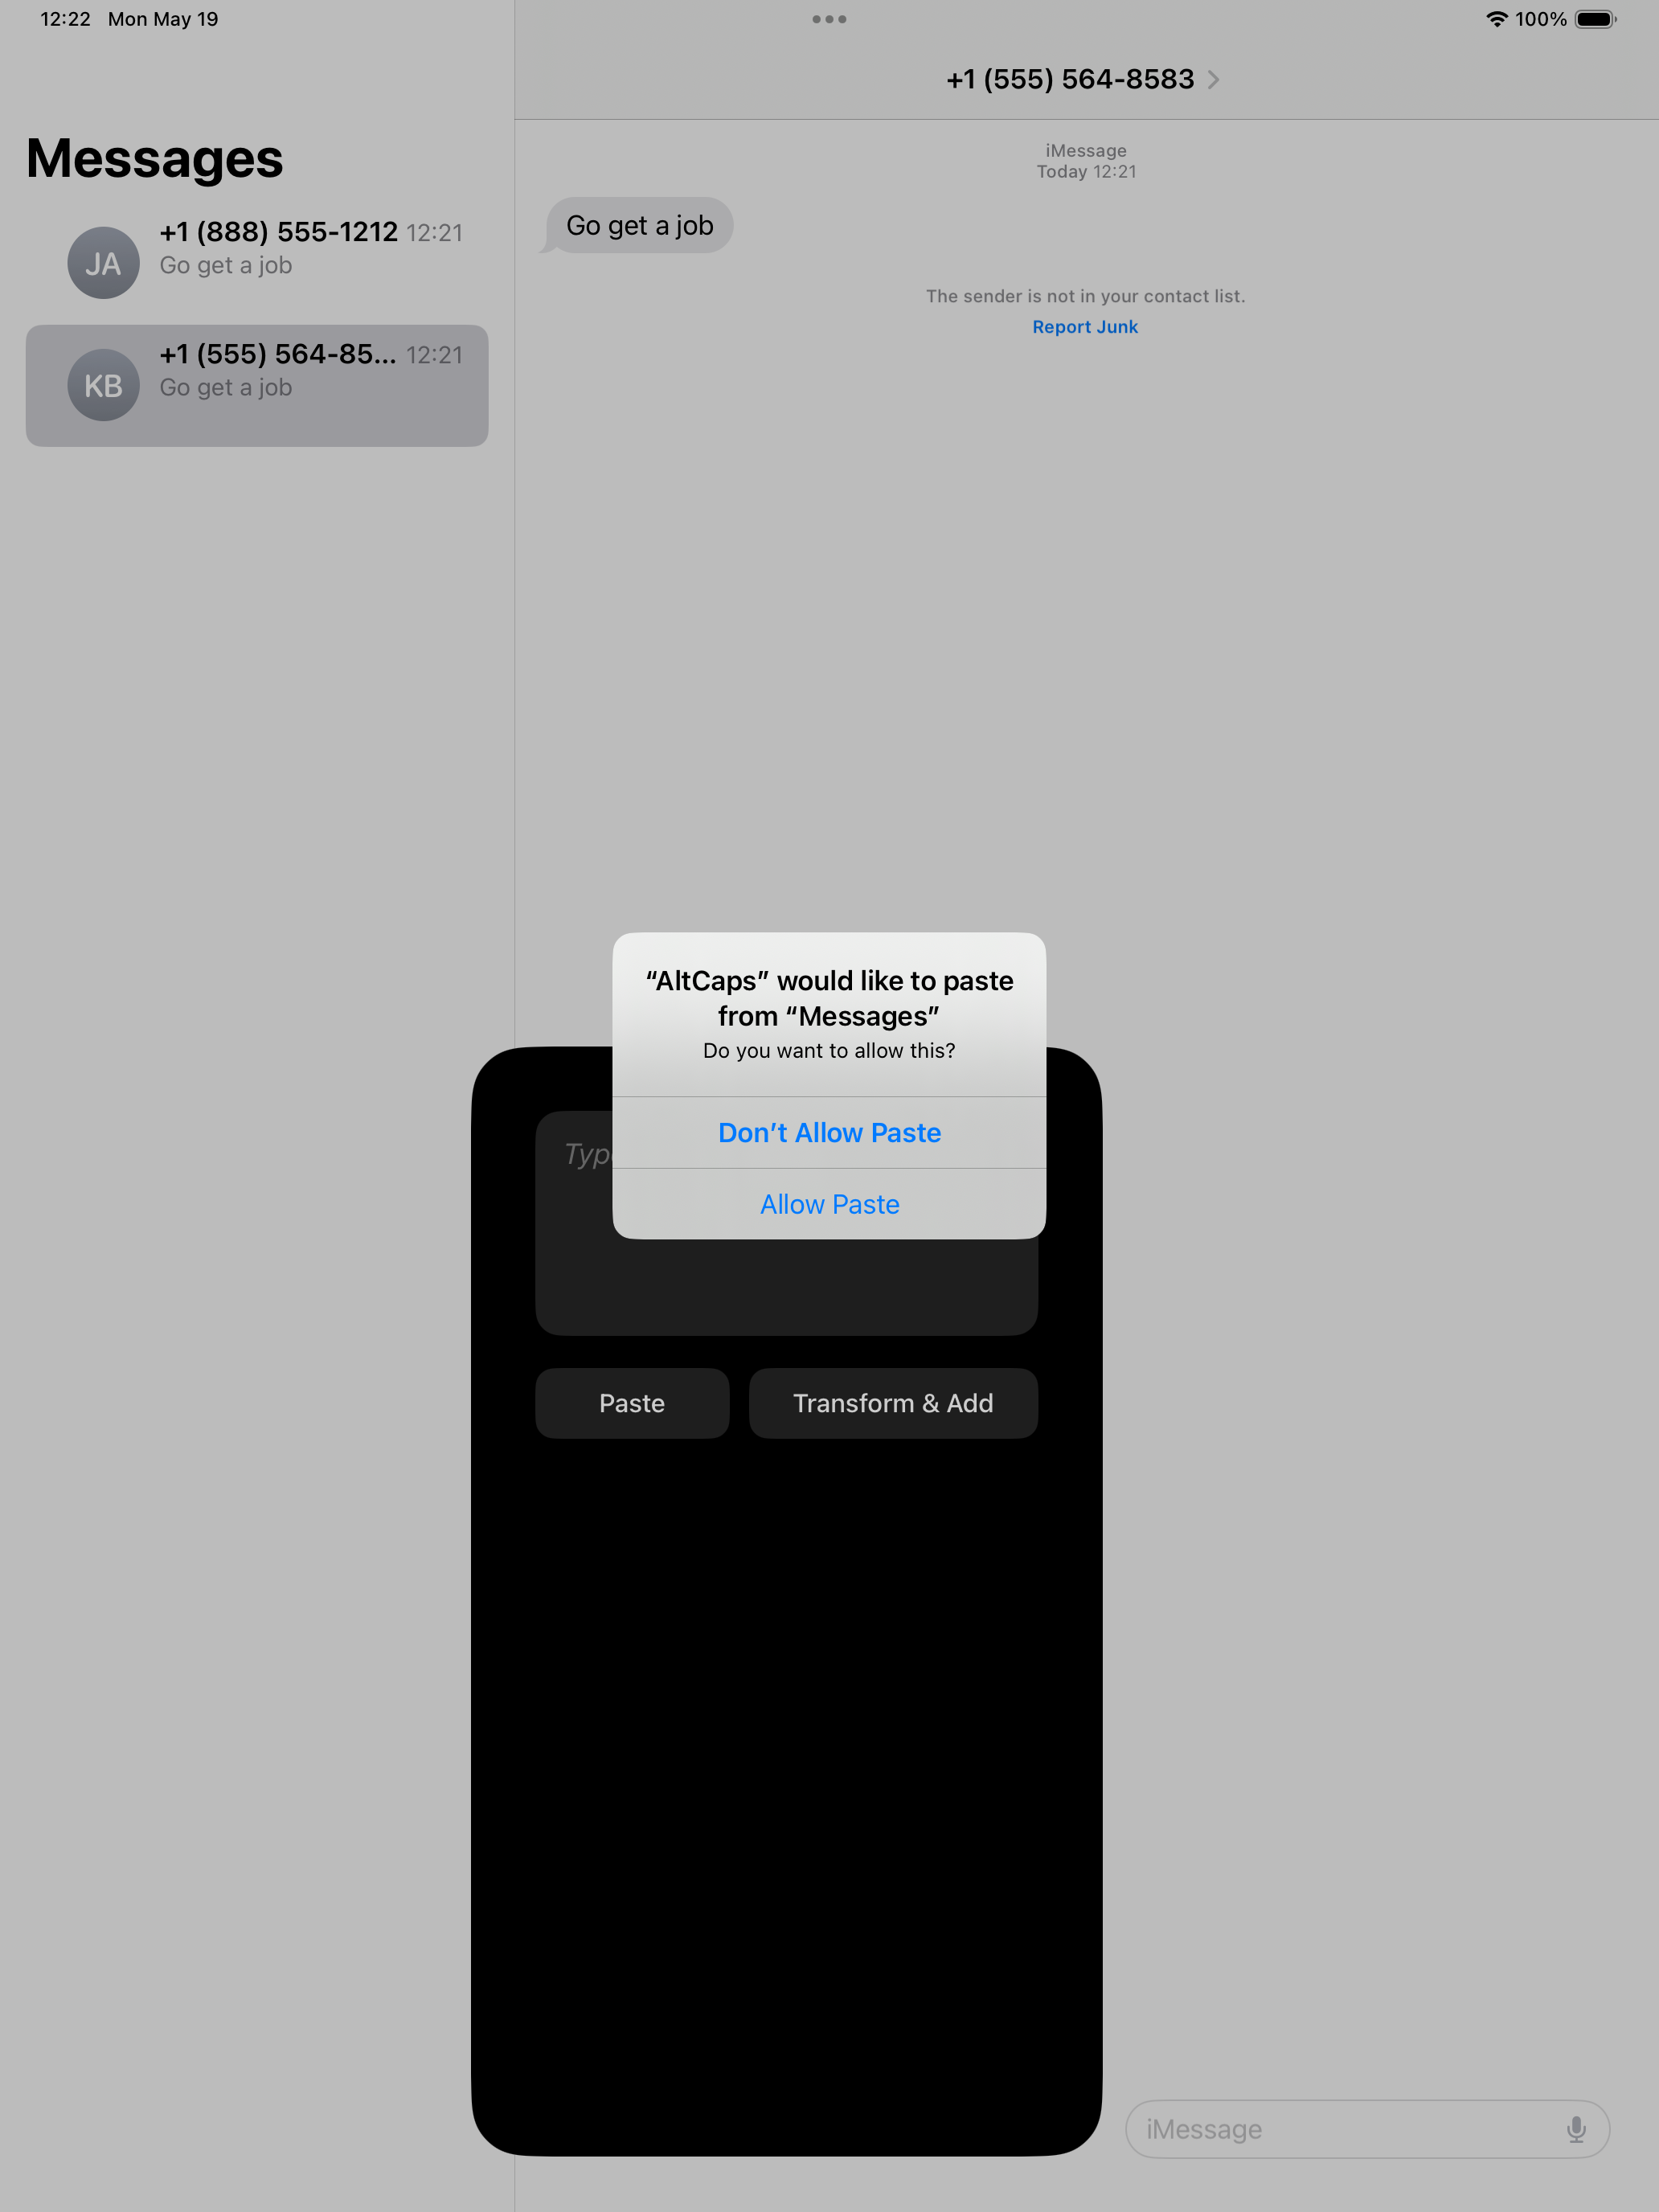 12:22 Mon May 19
100%
Messages
+1 (888) 555-1212 12:21
Go get a job
JA
+1 (555) 564-85... 12:21
Go get a job
KB
+1 (555) 564-8583
iMessage
Today 12:21
Go get a job
The sender is not in your contact list.
Report Junk
“AltCaps” would like to paste
from “Messages”
Do you want to allow this?
Don’t Allow Paste
Allow Paste
Paste
Transform & Add
iMessage